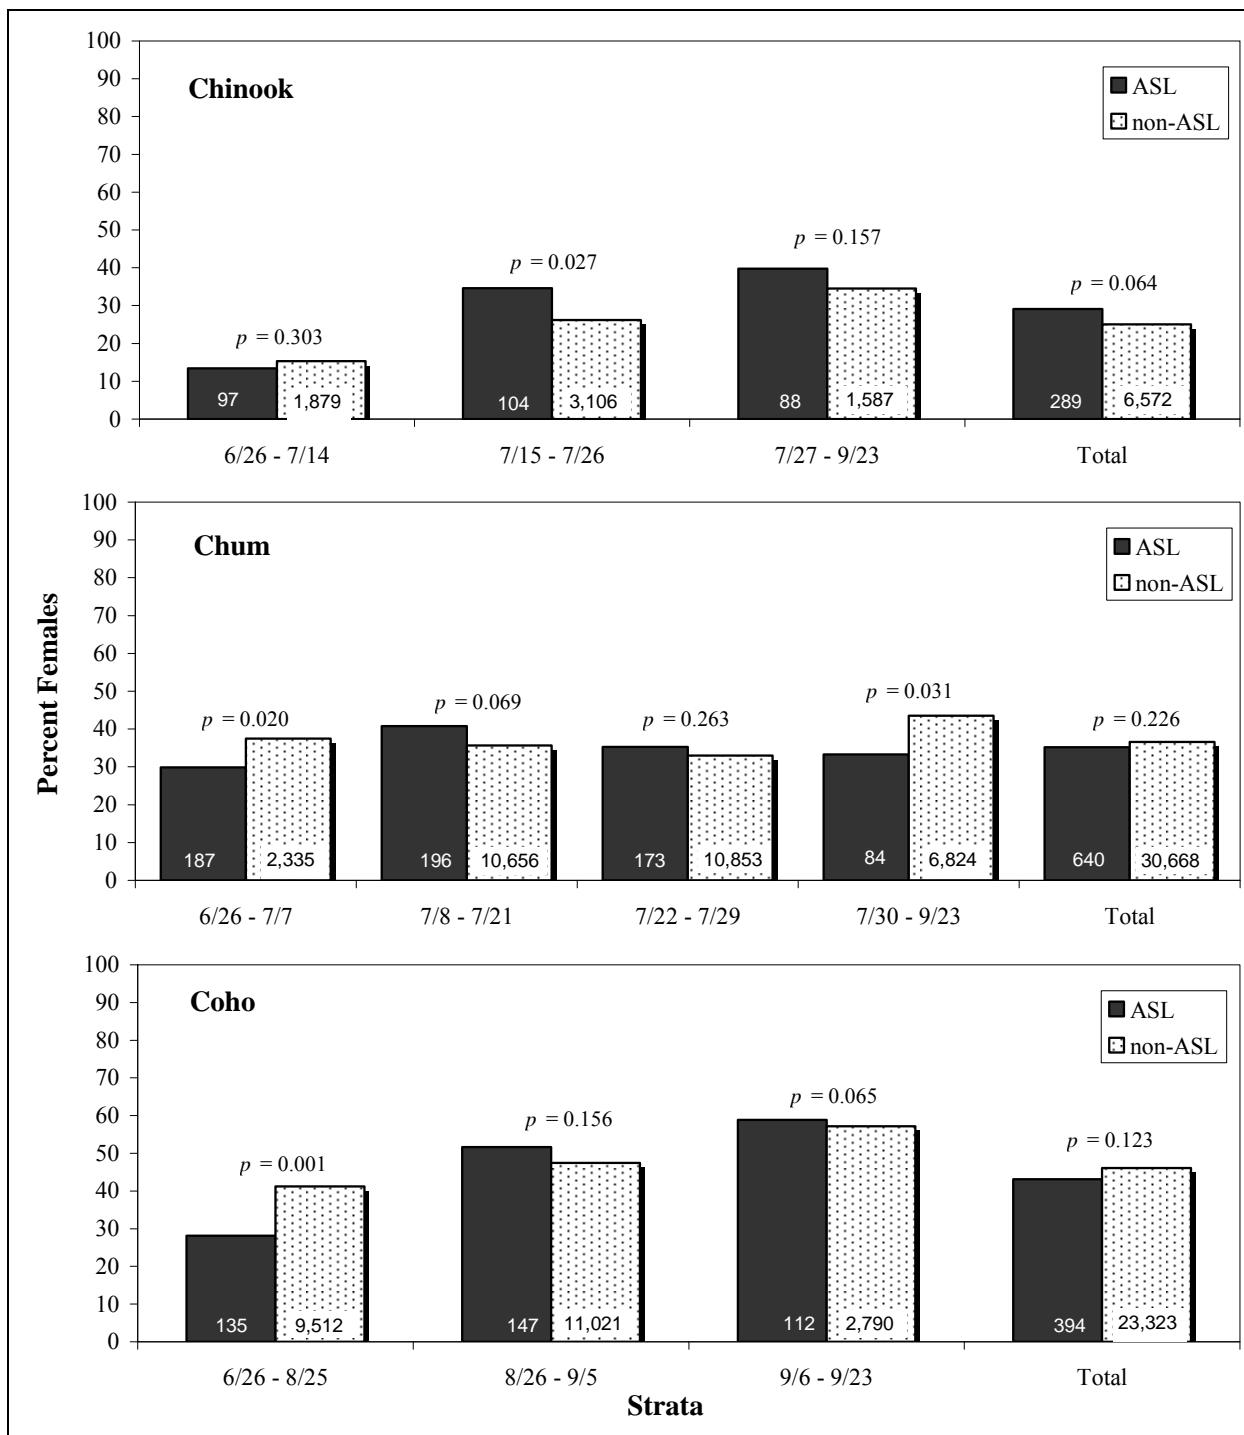 100
90
80
70
60
50
40
30
20
10
0
Chinook
ASL
non-ASL
p = 0.303
p = 0.027
p = 0.157
p = 0.064
97
1,879
104
3,106
88
1,587
289
6,572
6/26 - 7/14
7/15 - 7/26
7/27 - 9/23
Total
Percent Females
100
90
80
70
60
50
40
30
20
10
0
Chum
ASL
non-ASL
p = 0.020
p = 0.069
p = 0.263
p = 0.031
p = 0.226
187
2,335
196
10,656
173
10,853
84
6,824
640
30,668
6/26 - 7/7
7/8 - 7/21
7/22 - 7/29
7/30 - 9/23
Total
100
90
80
70
60
50
40
30
20
10
0
Coho
ASL
non-ASL
p = 0.001
p = 0.156
p = 0.065
p = 0.123
135
9,512
147
11,021
112
2,790
394
23,323
6/26 - 8/25
8/26 - 9/5
9/6 - 9/23
Total
Strata